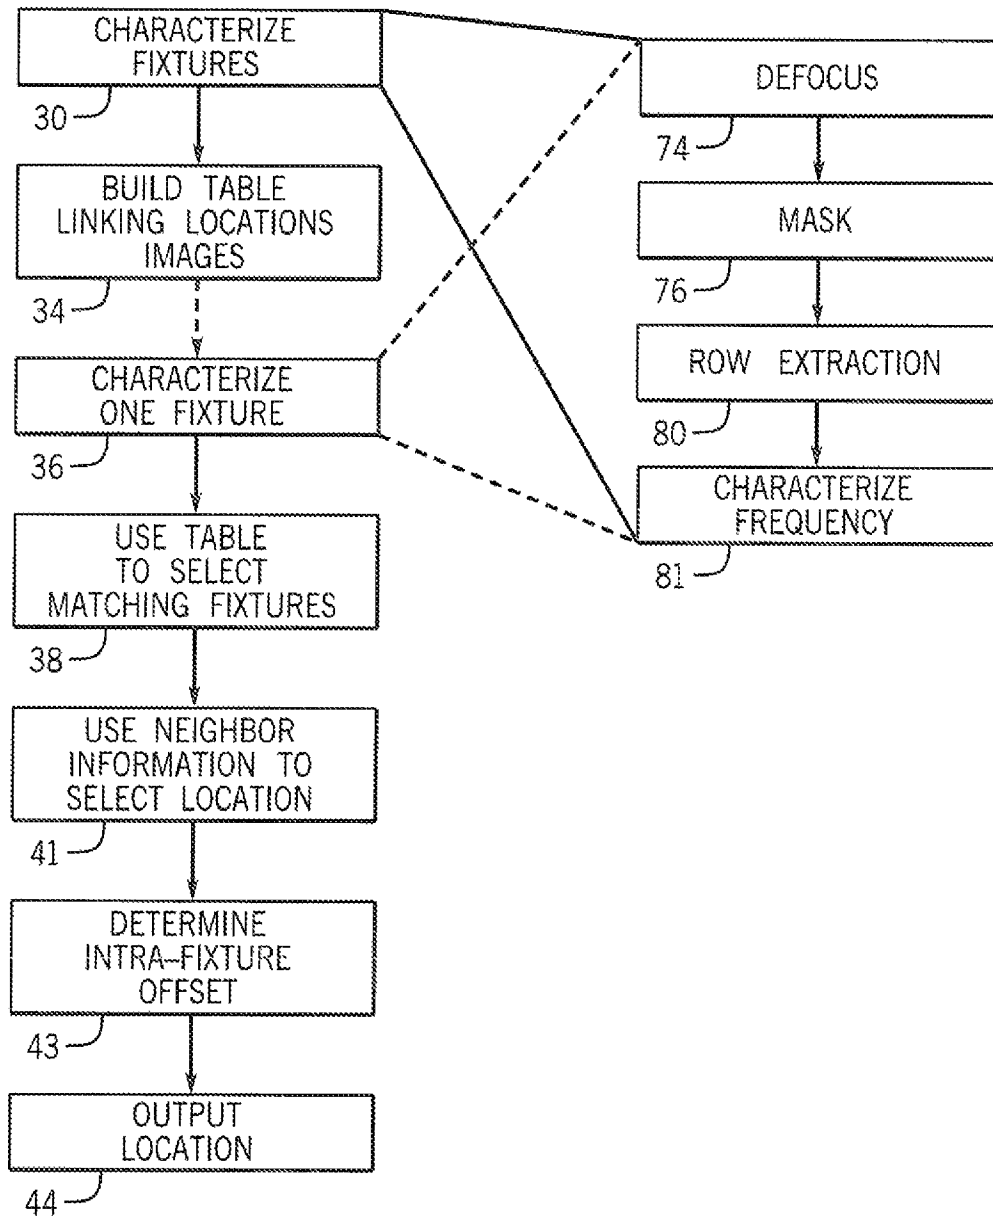 CHARACTERIZE
FIXTURES
30
BUILD TABLE
LINKING LOCATIONS
IMAGES
34
CHARACTERIZE
ONE FIXTURE
36
USE TABLE
TO SELECT
MATCHING FIXTURES
38
USE NEIGHBOR
INFORMATION TO
SELECT LOCATION
41
DETERMINE
INTRA-FIXTURE
OFFSET
43
OUTPUT
LOCATION
44
DEFOCUS
74
MASK
76
ROW EXTRACTION
80
CHARACTERIZE
FREQUENCY
81